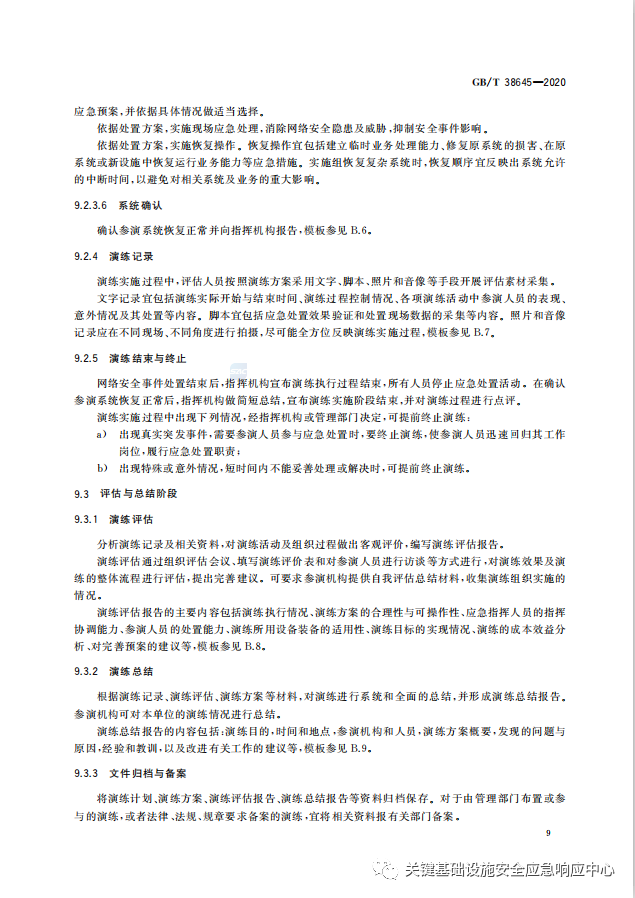 GB/T 38645—2020
应急预案,并依据具体情况做适当选择。
依据处置方案,实施现场应急处理,消除网络安全隐患及威胁,抑制安全事件影响。
依据处置方案,实施恢复操作。恢复操作宜包括建立临时业务处理能力、修复原系统的损害、在原
系统或新设施中恢复运行业务能力等应急措施。实施组恢复复杂系统时,恢复顺序宜反映出系统允许
的中断时间,以避免对相关系统及业务的重大影响。
9.2.3.6 系统确认
确认参演系统恢复正常并向指挥机构报告,模板参见 B.6。
9.2.4 演练记录
演练实施过程中,评估人员按照演练方案采用文字、脚本、照片和音像等手段开展评估素材采集。
文字记录宜包括演练实际开始与结束时间、演练过程控制情况、各项演练活动中参演人员的表现、
意外情况及其处置等内容。脚本宜包括应急处置效果验证和处置现场数据的采集等内容。照片和音像
记录应在不同现场、不同角度进行拍摄,尽可能全方位反映演练实施过程,模板参见 B.7。
9.2.5 演练结束与终止
网络安全事件处置结束后,指挥机构宣布演练执行过程结束,所有人员停止应急处置活动。在确认
参演系统恢复正常后,指挥机构做简短总结,宣布演练实施阶段结束,并对演练过程进行点评。
演练实施过程中出现下列情况,经指挥机构或管理部门决定,可提前终止演练:
a) 出现真实突发事件,需要参演人员参与应急处置时,要终止演练,使参演人员迅速回归其工作
岗位,履行应急处置职责;
b) 出现特殊或意外情况,短时间内不能妥善处理或解决时,可提前终止演练。
9.3 评估与总结阶段
9.3.1 演练评估
分析演练记录及相关资料,对演练活动及组织过程做出客观评价,编写演练评估报告。
演练评估通过组织评估会议、填写演练评价表和对参演人员进行访谈等方式进行,对演练效果及演
练的整体流程进行评估,提出完善建议。可要求参演机构提供自我评估总结材料,收集演练组织实施的
情况。
演练评估报告的主要内容包括演练执行情况、演练方案的合理性与可操作性、应急指挥人员的指挥
协调能力、参演人员的处置能力、演练所用设备装备的适用性、演练目标的实现情况、演练的成本效益分
析、对完善预案的建议等,模板参见 B.8。
9.3.2 演练总结
根据演练记录、演练评估、演练方案等材料,对演练进行系统和全面的总结,并形成演练总结报告。
参演机构可对本单位的演练情况进行总结。
演练总结报告的内容包括:演练目的,时间和地点,参演机构和人员,演练方案概要,发现的问题与
原因,经验和教训,以及改进有关工作的建议等,模板参见 B.9。
9.3.3 文件归档与备案
将演练计划、演练方案、演练评估报告、演练总结报告等资料归档保存。对于由管理部门布置或参
与的演练,或者法律、法规、规章要求备案的演练,宜将相关资料报有关部门备案。
9
关键基础设施安全应急响应中心